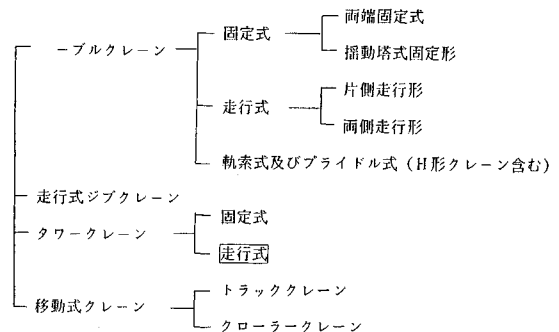 両端固定式
固定式
ーブルクレーン
揺動塔式固定形
片側走行形
走行式
両側走行形
軌索式及びブライドル式（H形クレーン含む）
走行式ジブクレーン
固定式
タワークレーン
走行式
トラッククレーン
移動式クレーン
クローラークレーン